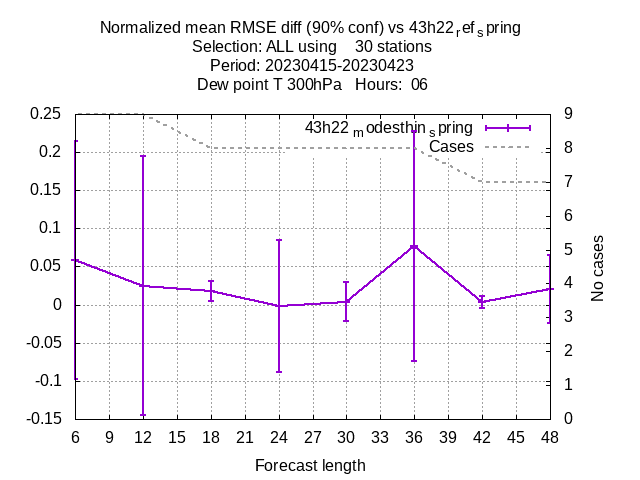 Normalized mean RMSE diff (90% conf) vs 43h22refspring
Selection: ALL using    30 stations
Period: 20230415-20230423
Dew point T 300hPa   Hours:  06
43h22modesthinspring
Cases
0.25
0.2
0.15
0.1
0.05
0
-0.05
-0.1
-0.15
9
8
7
6
5
4
3
2
1
0
No cases
6 9 12 15 18 21 24 27 30 33 36 39 42 45 48
Forecast length